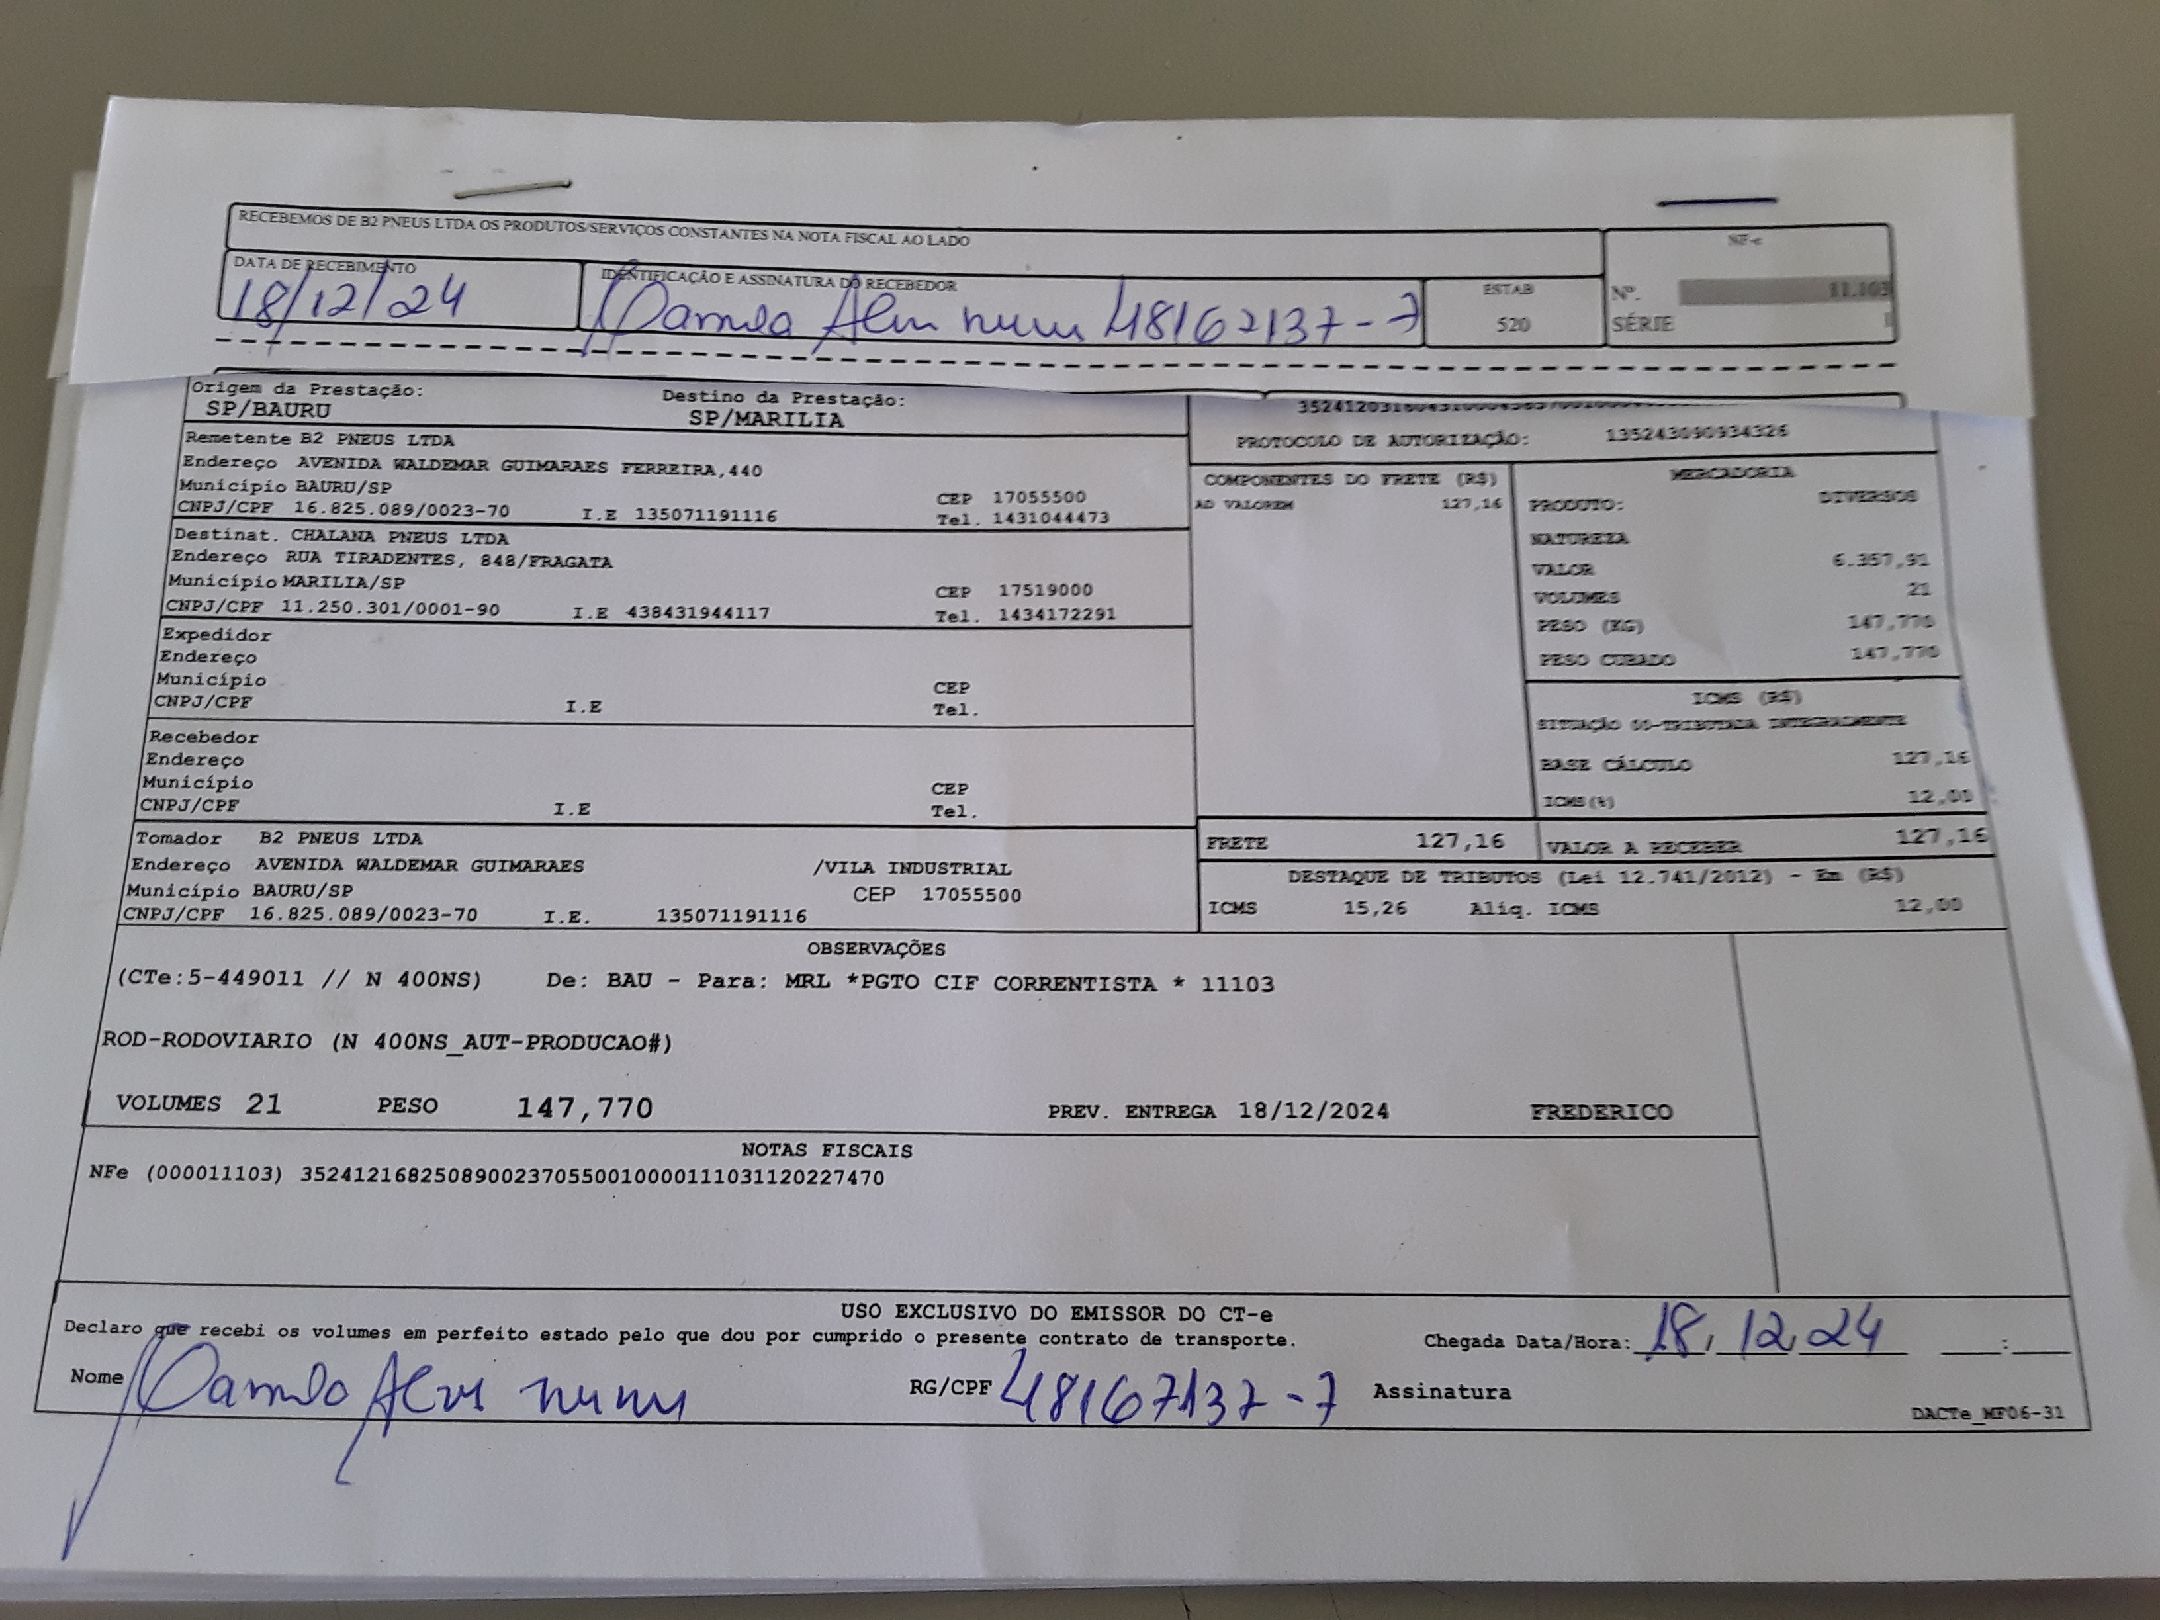 RECEBEMOS DE B2 PNEUS LTDA OS PRODUTOS/SERVIÇOS CONSTANTES NA NOTA FISCAL AO LADO
NF-e
DATA DE RECEBIMENTO IDENTIFICAÇÃO E ASSINATURA DO RECEBEDOR ESTAB Nº. 11.103
18/12/24 48167137-7 520 SÉRIE 1
Origem da Prestação: Destino da Prestação:
SP/BAURU SP/MARILIA
PROTOCOLO DE AUTORIZAÇÃO: 135243090934326
Remetente B2 PNEUS LTDA
Endereço AVENIDA WALDEMAR GUIMARAES FERREIRA,440
Município BAURU/SP CEP 17055500
CNPJ/CPF 16.825.089/0023-70 I.E 135071191116 Tel. 1431044473
Destinat. CHALANA PNEUS LTDA
Endereço RUA TIRADENTES, 848/FRAGATA
Município MARILIA/SP CEP 17519000
CNPJ/CPF 11.250.301/0001-90 I.E 438431944117 Tel. 1434172291
Expedidor
Endereço
Município CEP
CNPJ/CPF I.E Tel.
Recebedor
Endereço
Município CEP
CNPJ/CPF I.E Tel.
Tomador B2 PNEUS LTDA
Endereço AVENIDA WALDEMAR GUIMARAES /VILA INDUSTRIAL
Município BAURU/SP CEP 17055500
CNPJ/CPF 16.825.089/0023-70 I.E. 135071191116
COMPONENTES DO FRETE (R$)
AD VALOREM 127,16
MERCADORIA
PRODUTO: DIVERSOS
NATUREZA
VALOR 6.357,91
VOLUMES 21
PESO (KG) 147,770
PESO CUBADO 147,770
ICMS (R$)
SITUAÇÃO 00-TRIBUTADA INTEGRALMENTE
BASE CÁLCULO 127,16
ICMS(%) 12,00
FRETE 127,16 VALOR A RECEBER 127,16
DESTAQUE DE TRIBUTOS (Lei 12.741/2012) - Em (R$)
ICMS 15,26 Aliq. ICMS 12,00
OBSERVAÇÕES
(CTe:5-449011 // N 400NS) De: BAU - Para: MRL *PGTO CIF CORRENTISTA * 11103
ROD-RODOVIARIO (N 400NS_AUT-PRODUCAO#)
VOLUMES 21 PESO 147,770 PREV. ENTREGA 18/12/2024 FREDERICO
NOTAS FISCAIS
NFe (000011103) 35241216825089002370550010000111031120227470
USO EXCLUSIVO DO EMISSOR DO CT-e
Declaro que recebi os volumes em perfeito estado pelo que dou por cumprido o presente contrato de transporte. Chegada Data/Hora: 18, 12, 24 :
Nome RG/CPF 48167137-7 Assinatura
DACTe_MF06-31